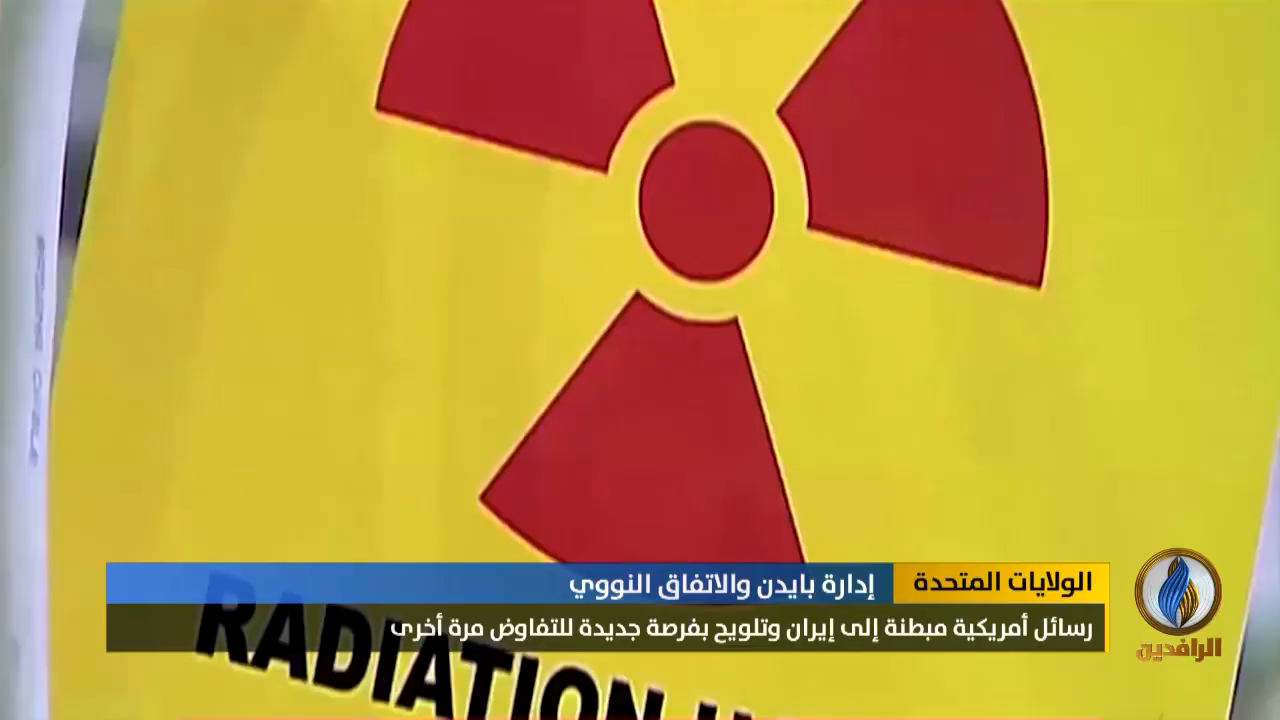 الولايات المتحدة
إدارة بايدن والاتفاق النووي
رسائل أمريكية مبطنة إلى إيران وتلويح بفرصة جديدة للتفاوض مرة أخرى
الرافدين
RADIATION